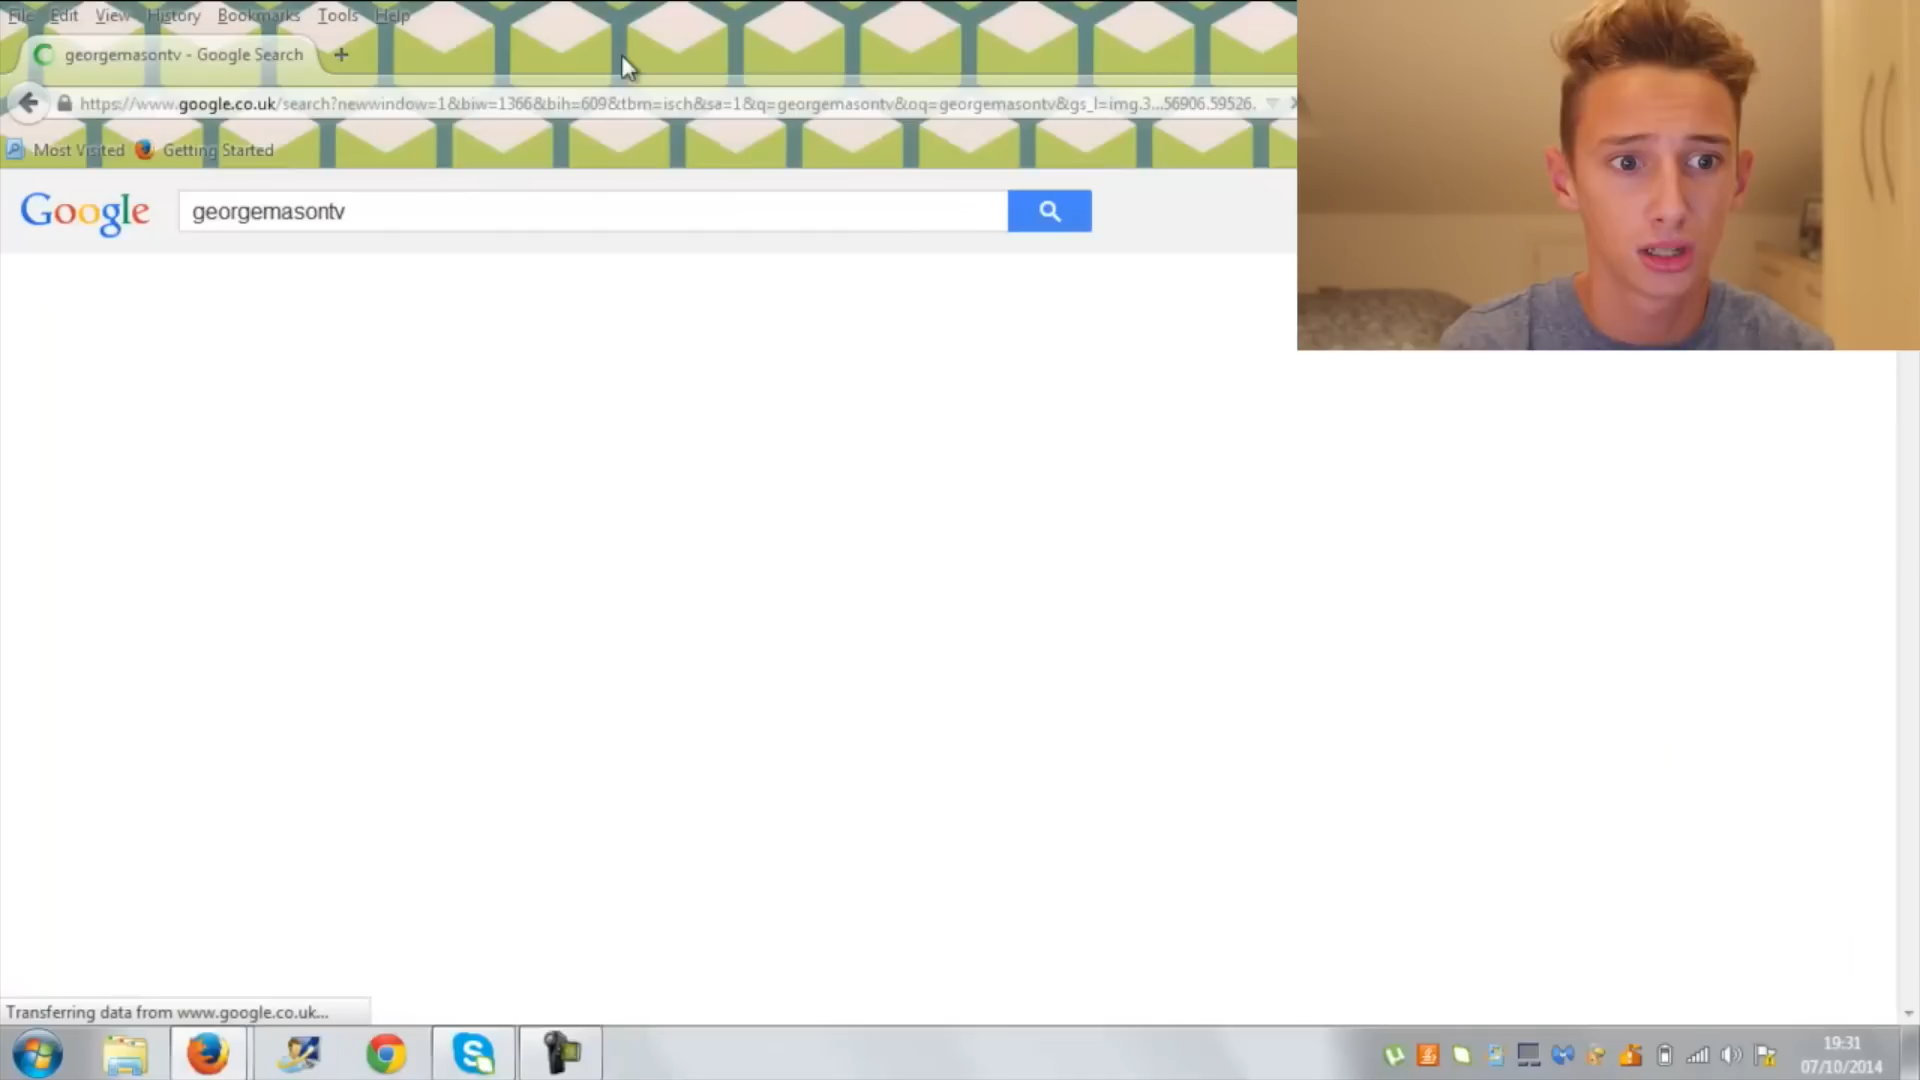 File Edit View History Bookmarks Tools Help
georgemasontv - Google Search
https://www.google.co.uk/search?newwindow=1&biw=1366&bih=609&tbm=isch&sa=1&q=georgemasontv&oq=georgemasontv&gs_l=img.3...56906.59526.
Most Visited Getting Started
Google georgemasontv
Transferring data from www.google.co.uk...
19:31
07/10/2014